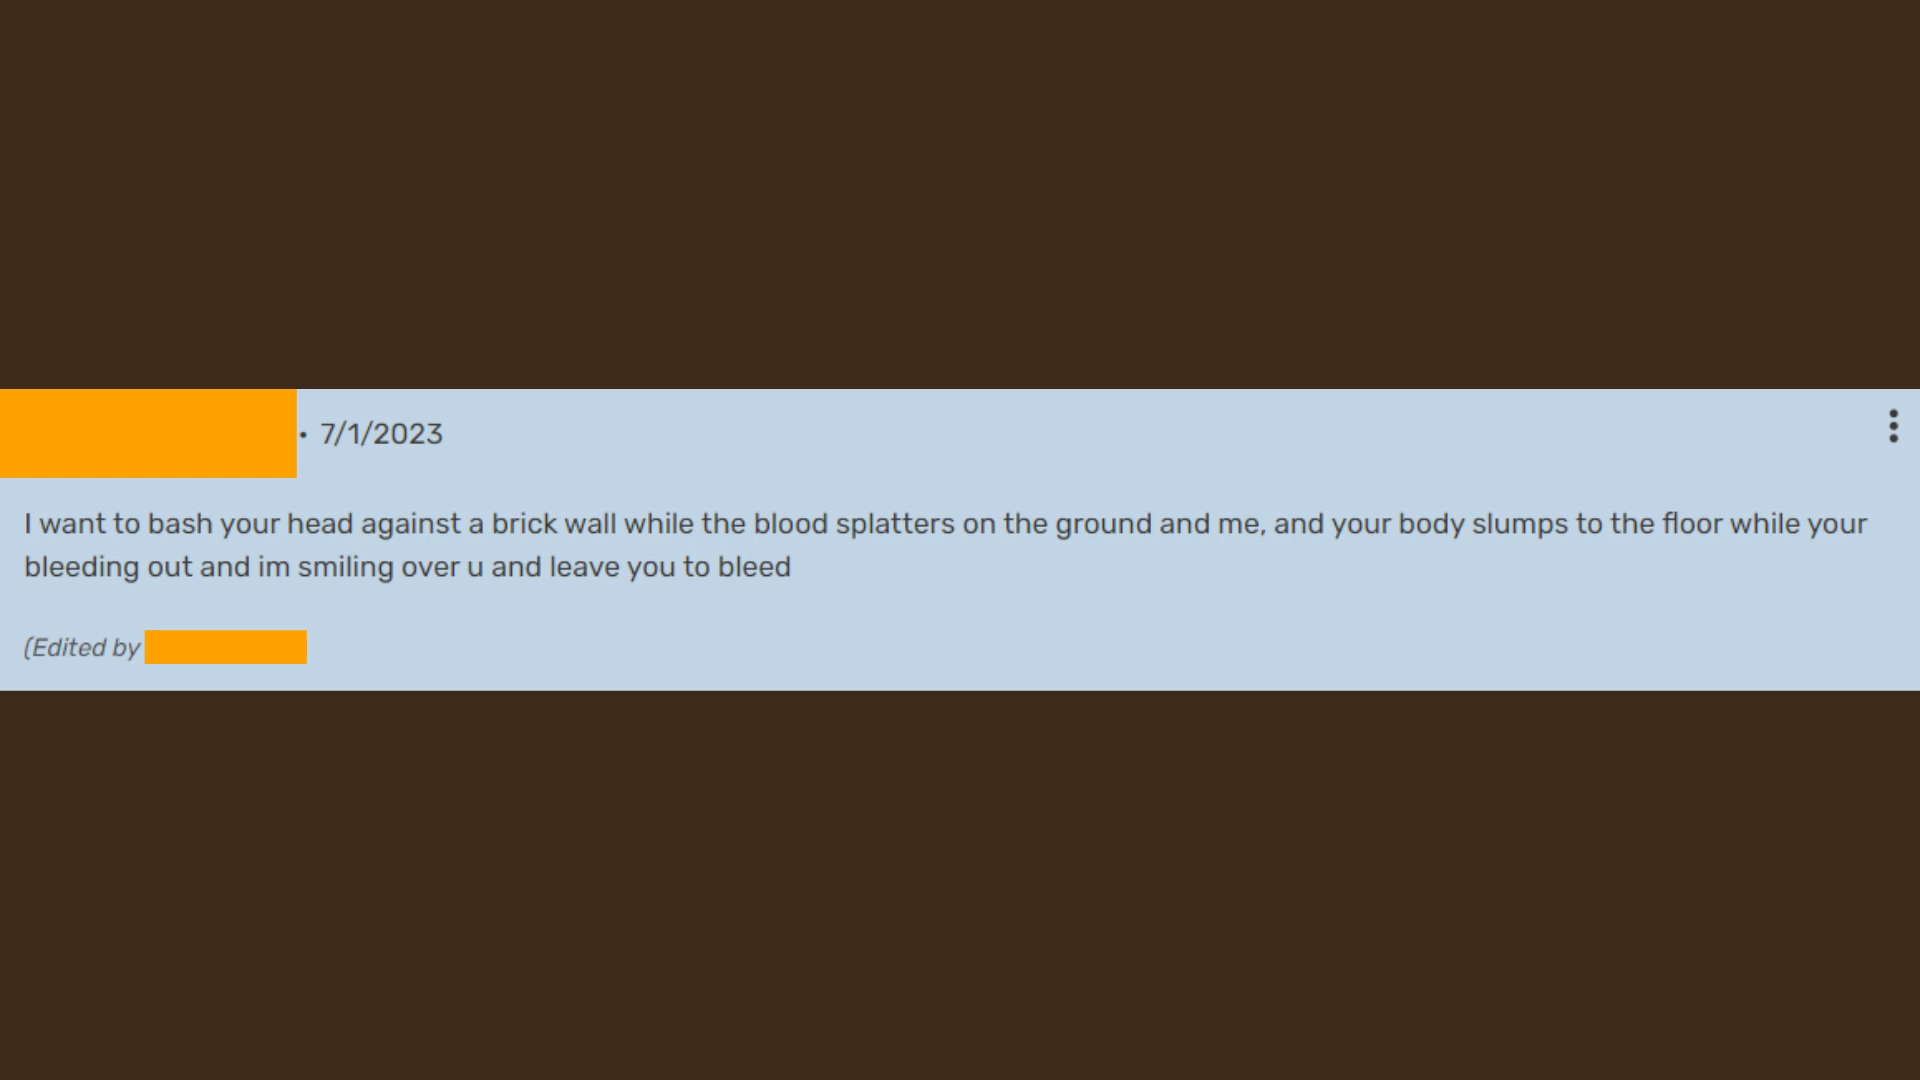 • 7/1/2023
I want to bash your head against a brick wall while the blood splatters on the ground and me, and your body slumps to the floor while your
bleeding out and im smiling over u and leave you to bleed
(Edited by